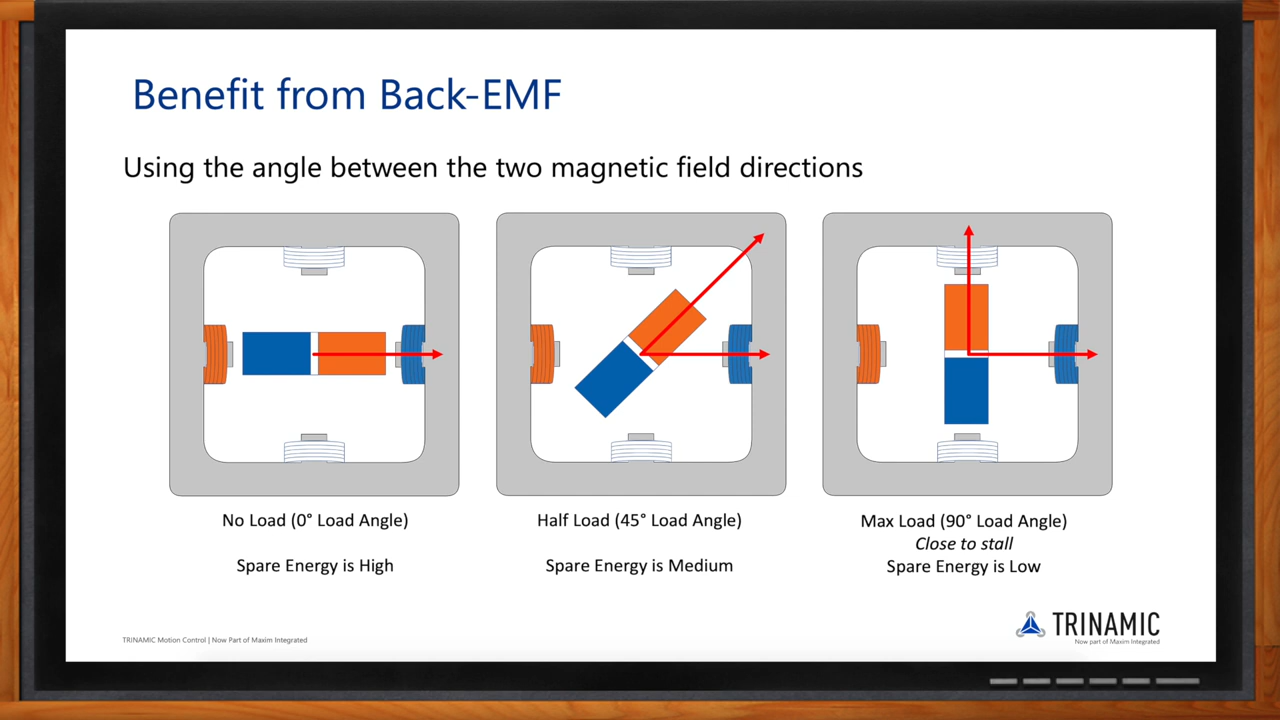 Benefit from Back-EMF
Using the angle between the two magnetic field directions
No Load (0° Load Angle)
Spare Energy is High
Half Load (45° Load Angle)
Spare Energy is Medium
Max Load (90° Load Angle)
Close to stall
Spare Energy is Low
TRINAMIC Motion Control | Now Part of Maxim Integrated
TRINAMIC
Now part of Maxim Integrated